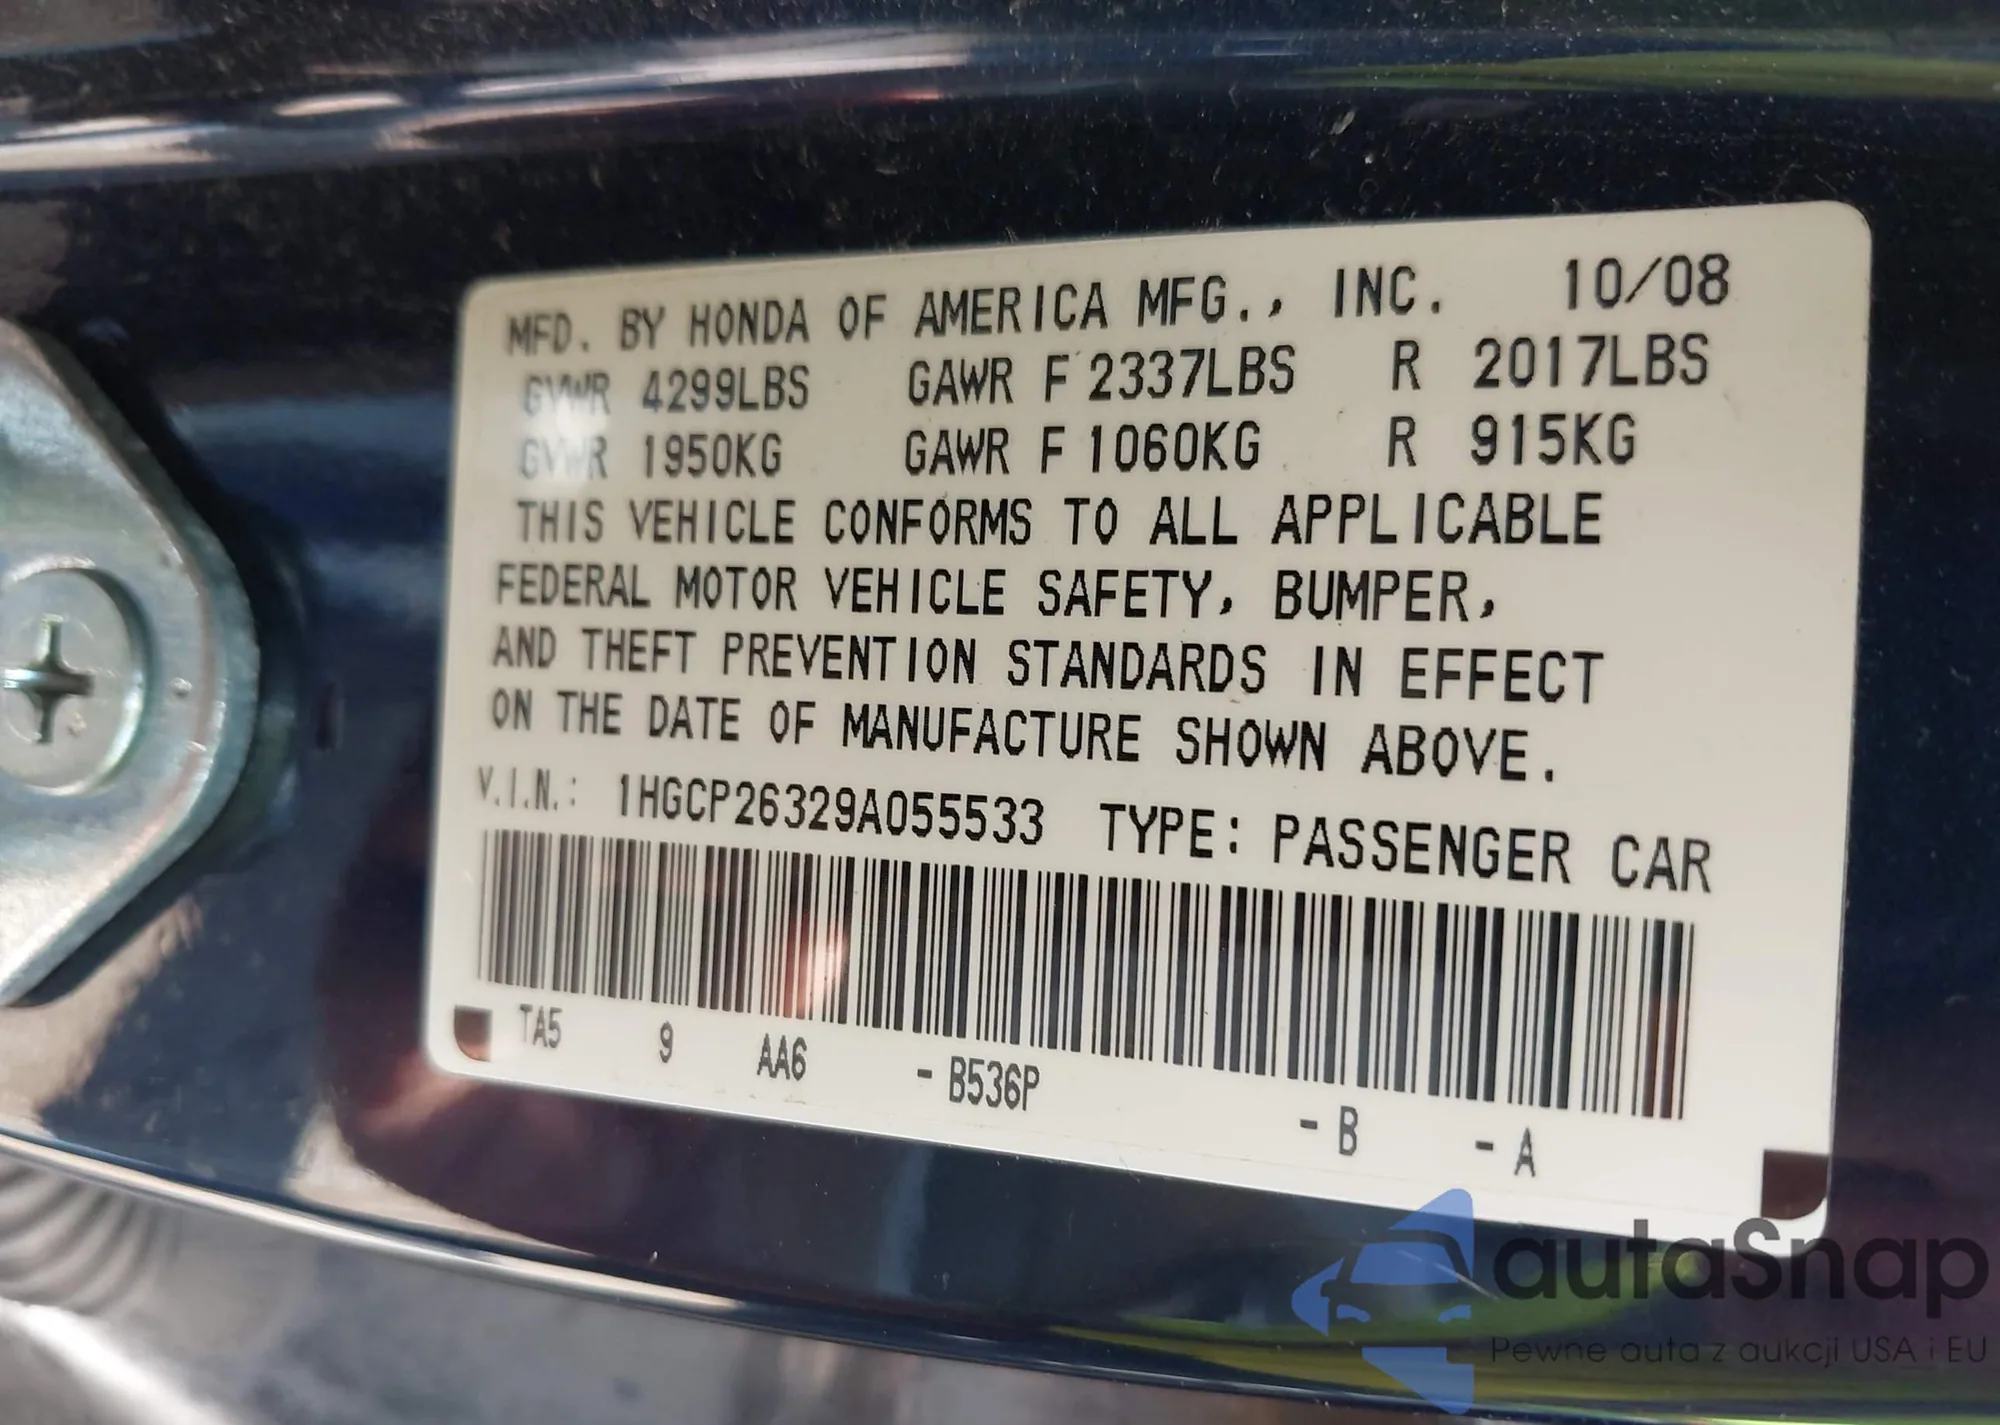 MFD. BY HONDA OF AMERICA MFG., INC. 10/08
GVWR 4299LBS GAWR F 2337LBS R 2017LBS
GVWR 1950KG GAWR F 1060KG R 915KG
THIS VEHICLE CONFORMS TO ALL APPLICABLE
FEDERAL MOTOR VEHICLE SAFETY, BUMPER,
AND THEFT PREVENTION STANDARDS IN EFFECT
ON THE DATE OF MANUFACTURE SHOWN ABOVE.
V.I.N.: 1HGCP26329A055533 TYPE: PASSENGER CAR
TA5 9 AA6 - B536P - B - A
autaSnap
Pewne auta z aukcji USA i EU